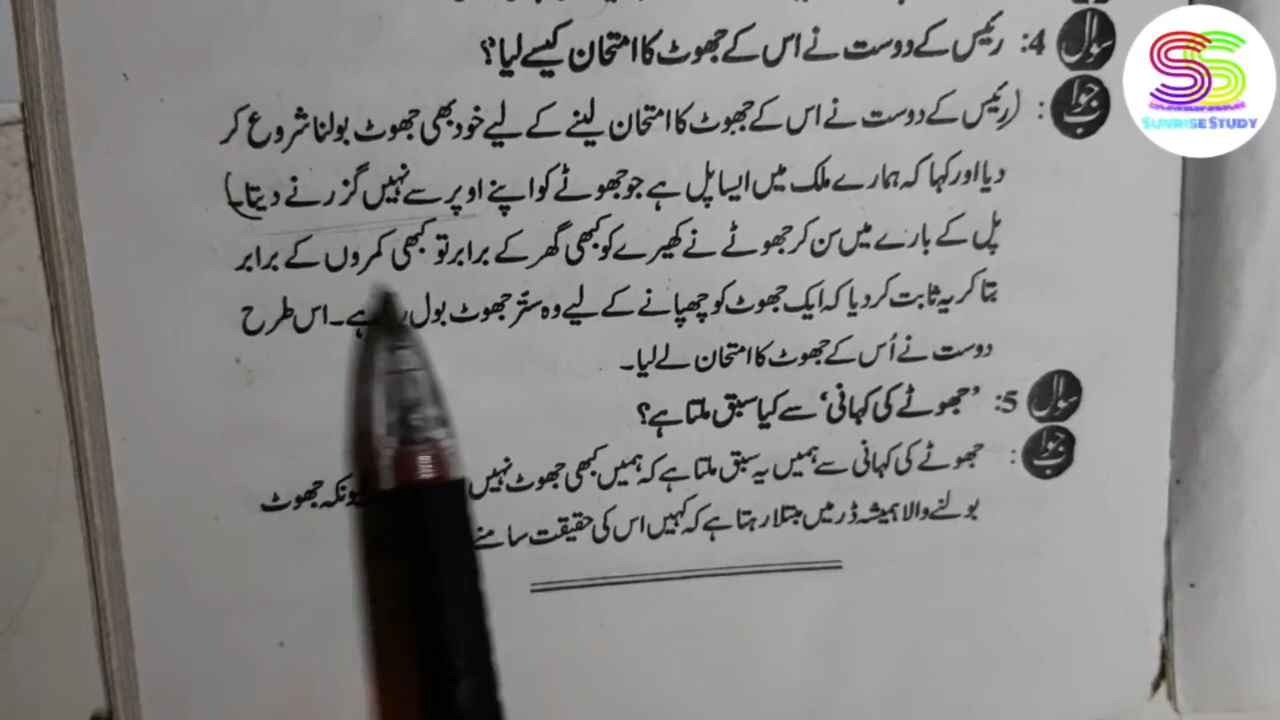 سوال 4: رئیس کے دوست نے اس کے جھوٹ کا امتحان کیسے لیا؟
جواب: (رئیس کے دوست نے اس کے جھوٹ کا امتحان لینے کے لیے خود بھی جھوٹ بولنا شروع کر
دیا اور کہا کہ ہمارے ملک میں ایسا پل ہے جو جھوٹے کو اپنے اوپر سے نہیں گزرنے دیتا۔)
پل کے بارے میں سن کر جھوٹے نے کھیرے کو کبھی گھر کے برابر تو کبھی کمروں کے برابر
بتا کر یہ ثابت کر دیا کہ ایک جھوٹ کو چھپانے کے لیے وہ ستّر جھوٹ بول ہے۔ اس طرح
دوست نے اُس کے جھوٹ کا امتحان لے لیا۔
سوال 5: 'جھوٹے کی کہانی' سے کیا سبق ملتا ہے؟
جواب: جھوٹے کی کہانی سے ہمیں یہ سبق ملتا ہے کہ ہمیں کبھی جھوٹ نہیں جھوٹ
بولنے والا ہمیشہ ڈر میں مبتلا رہتا ہے کہ کہیں اس کی حقیقت سامنے
SS
SUNRISE STUDY